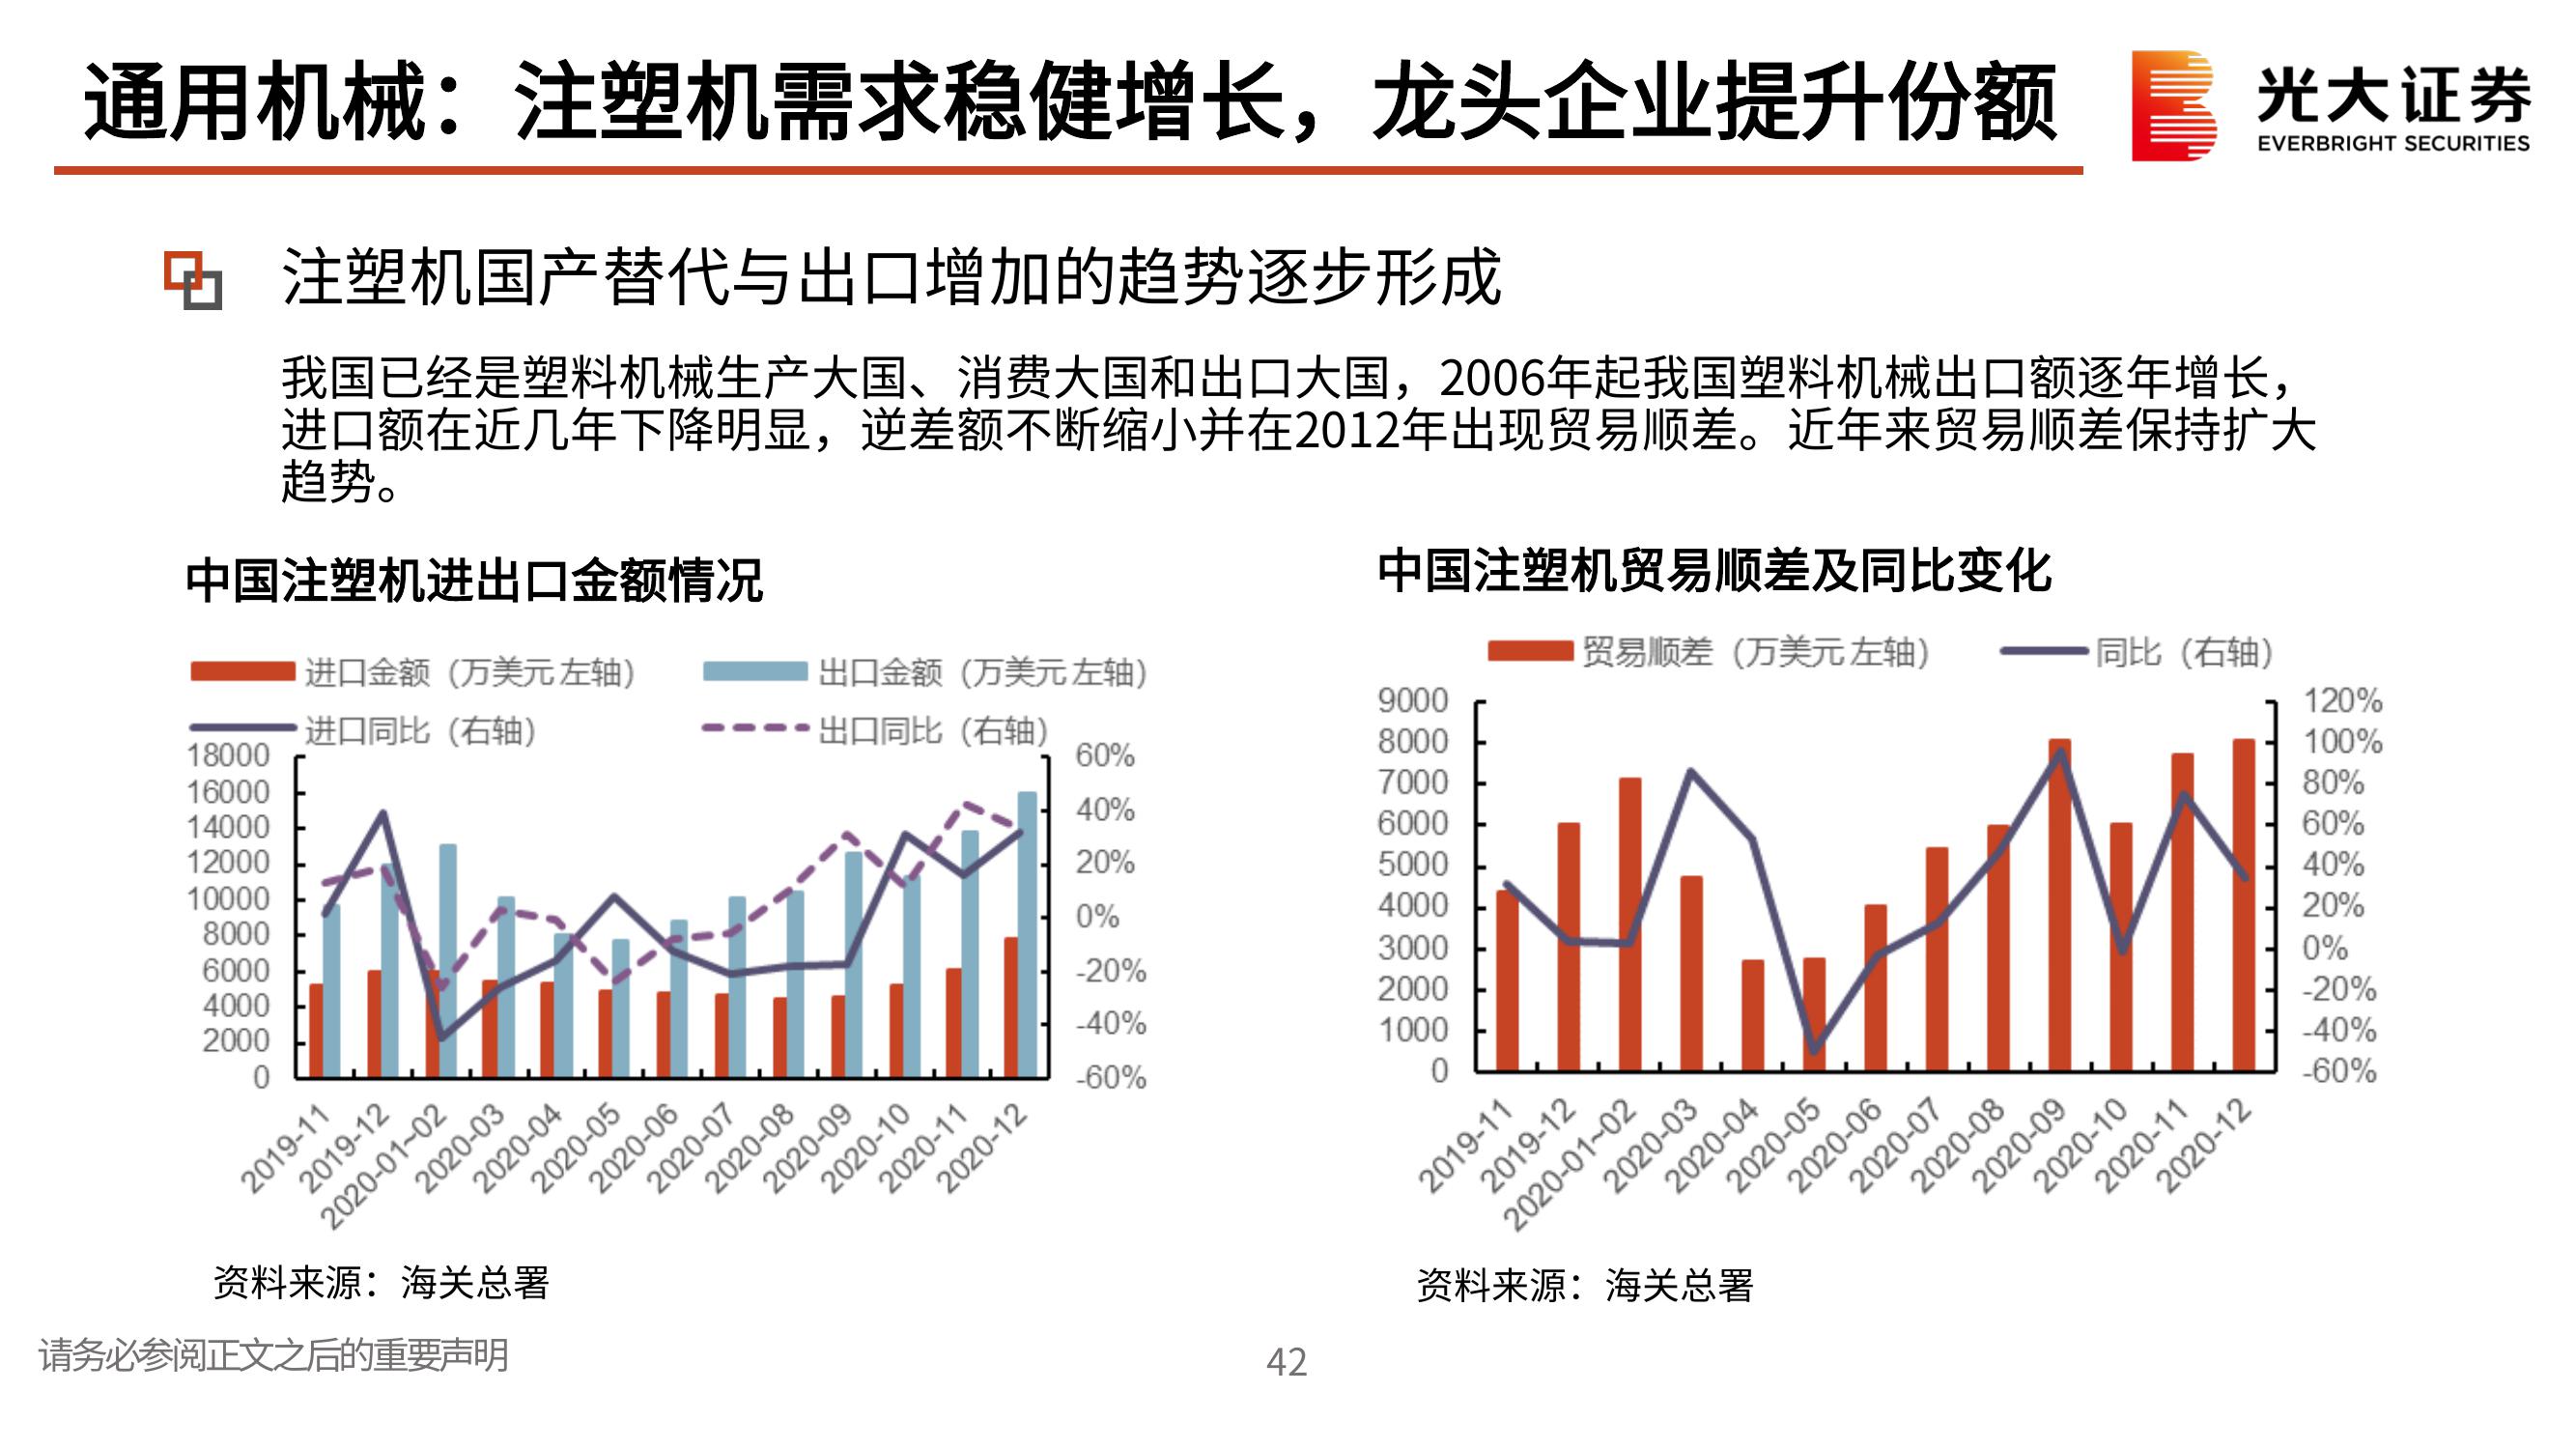 通用机械：注塑机需求稳健增长，龙头企业提升份额
光大证券
EVERBRIGHT SECURITIES
注塑机国产替代与出口增加的趋势逐步形成
我国已经是塑料机械生产大国、消费大国和出口大国，2006年起我国塑料机械出口额逐年增长，
进口额在近几年下降明显，逆差额不断缩小并在2012年出现贸易顺差。近年来贸易顺差保持扩大
趋势。
中国注塑机进出口金额情况
进口金额（万美元 左轴） 出口金额（万美元 左轴）
进口同比（右轴） 出口同比（右轴）
18000 60%
16000
14000 40%
12000 20%
10000
8000 0%
6000 -20%
4000
2000 -40%
0 -60%
2019-11 2019-12 2020-01~02 2020-03 2020-04 2020-05 2020-06 2020-07 2020-08 2020-09 2020-10 2020-11 2020-12
资料来源：海关总署
中国注塑机贸易顺差及同比变化
贸易顺差（万美元 左轴） 同比（右轴）
9000 120%
8000 100%
7000 80%
6000 60%
5000 40%
4000 20%
3000 0%
2000 -20%
1000 -40%
0 -60%
2019-11 2019-12 2020-01~02 2020-03 2020-04 2020-05 2020-06 2020-07 2020-08 2020-09 2020-10 2020-11 2020-12
资料来源：海关总署
请务必参阅正文之后的重要声明
42